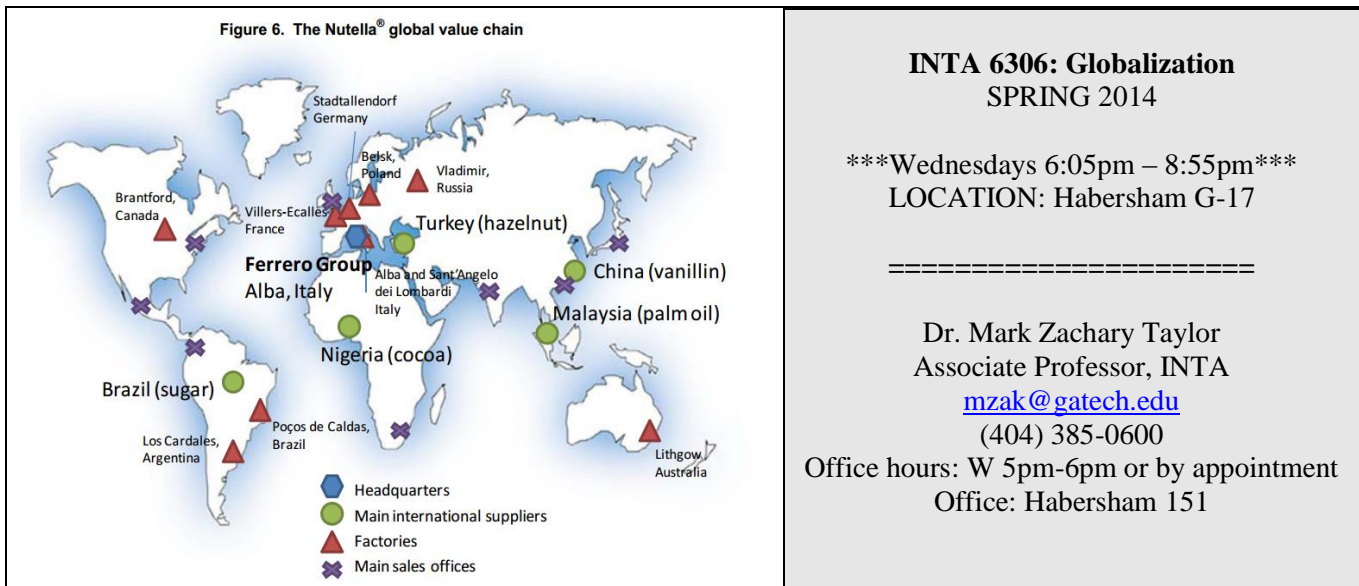 Figure 6. The Nutella® global value chain
Stadtallendorf
Germany
Belsk,
Poland
Vladimir,
Russia
Brantford,
Canada
Villers-Ecalles
France
Turkey (hazelnut)
Ferrero Group
Alba, Italy
Alba and Sant'Angelo
dei Lombardi
Italy
China (vanillin)
Malaysia (palm oil)
Nigeria (cocoa)
Brazil (sugar)
Poços de Caldas,
Brazil
Los Cardales,
Argentina
Lithgow
Australia
Headquarters
Main international suppliers
Factories
Main sales offices
INTA 6306: Globalization
SPRING 2014
***Wednesdays 6:05pm – 8:55pm***
LOCATION: Habersham G-17
=======================
Dr. Mark Zachary Taylor
Associate Professor, INTA
mzak@gatech.edu
(404) 385-0600
Office hours: W 5pm-6pm or by appointment
Office: Habersham 151